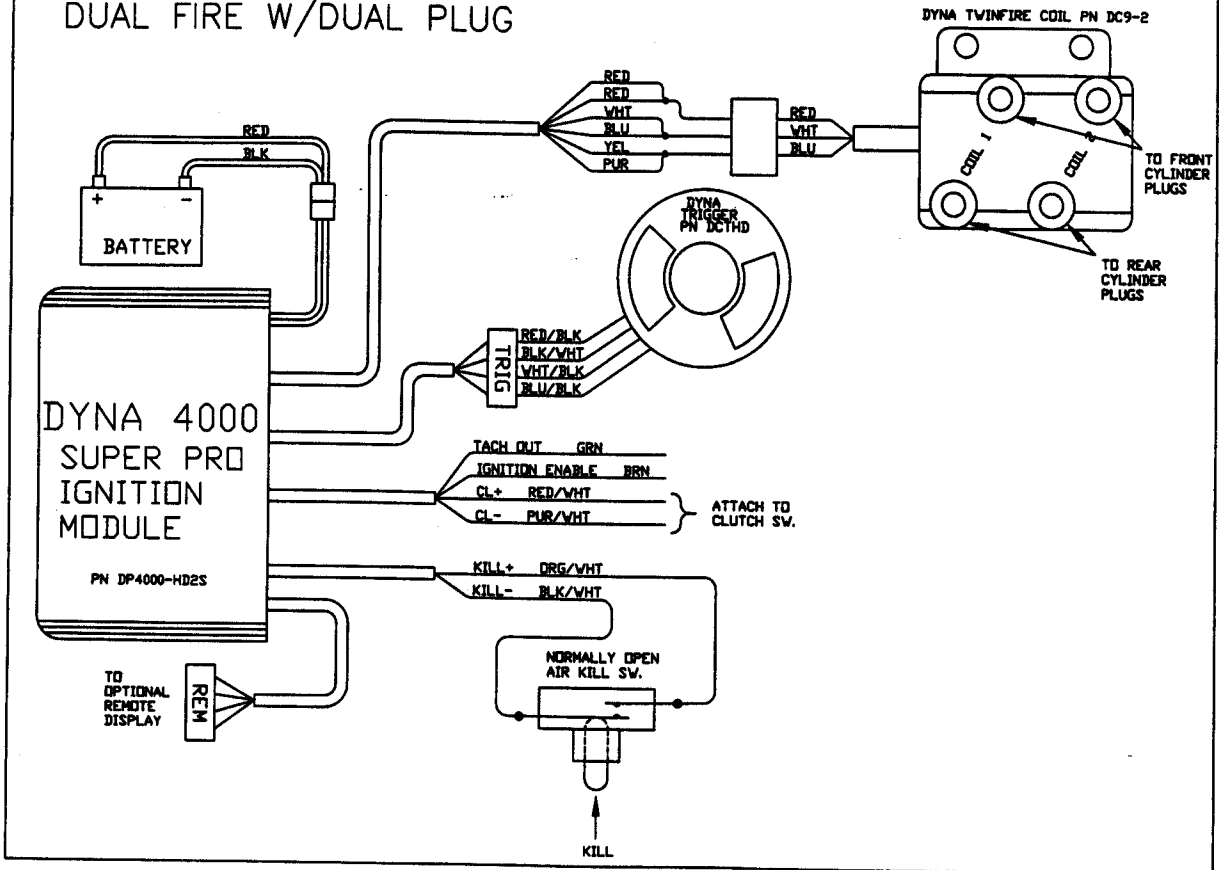 DUAL FIRE W/DUAL PLUG
DYNA TWINFIRE COIL PN DC9-2
RED
RED
WHT
BLU
YEL
PUR
RED
WHT
BLU
COIL 1
COIL 2
TO FRONT
CYLINDER
PLUGS
TO REAR
CYLINDER
PLUGS
RED
BLK
+ -
BATTERY
DYNA
TRIGGER
PN DCTHD
TRIG
RED/BLK
BLK/WHT
WHT/BLK
BLU/BLK
DYNA 4000
SUPER PRO
IGNITION
MODULE
PN DP4000-HD2S
TACH OUT GRN
IGNITION ENABLE BRN
CL+ RED/WHT
CL- PUR/WHT
ATTACH TO
CLUTCH SW.
KILL+ ORG/WHT
KILL- BLK/WHT
NORMALLY OPEN
AIR KILL SW.
KILL
TO
OPTIONAL
REMOTE
DISPLAY
REM